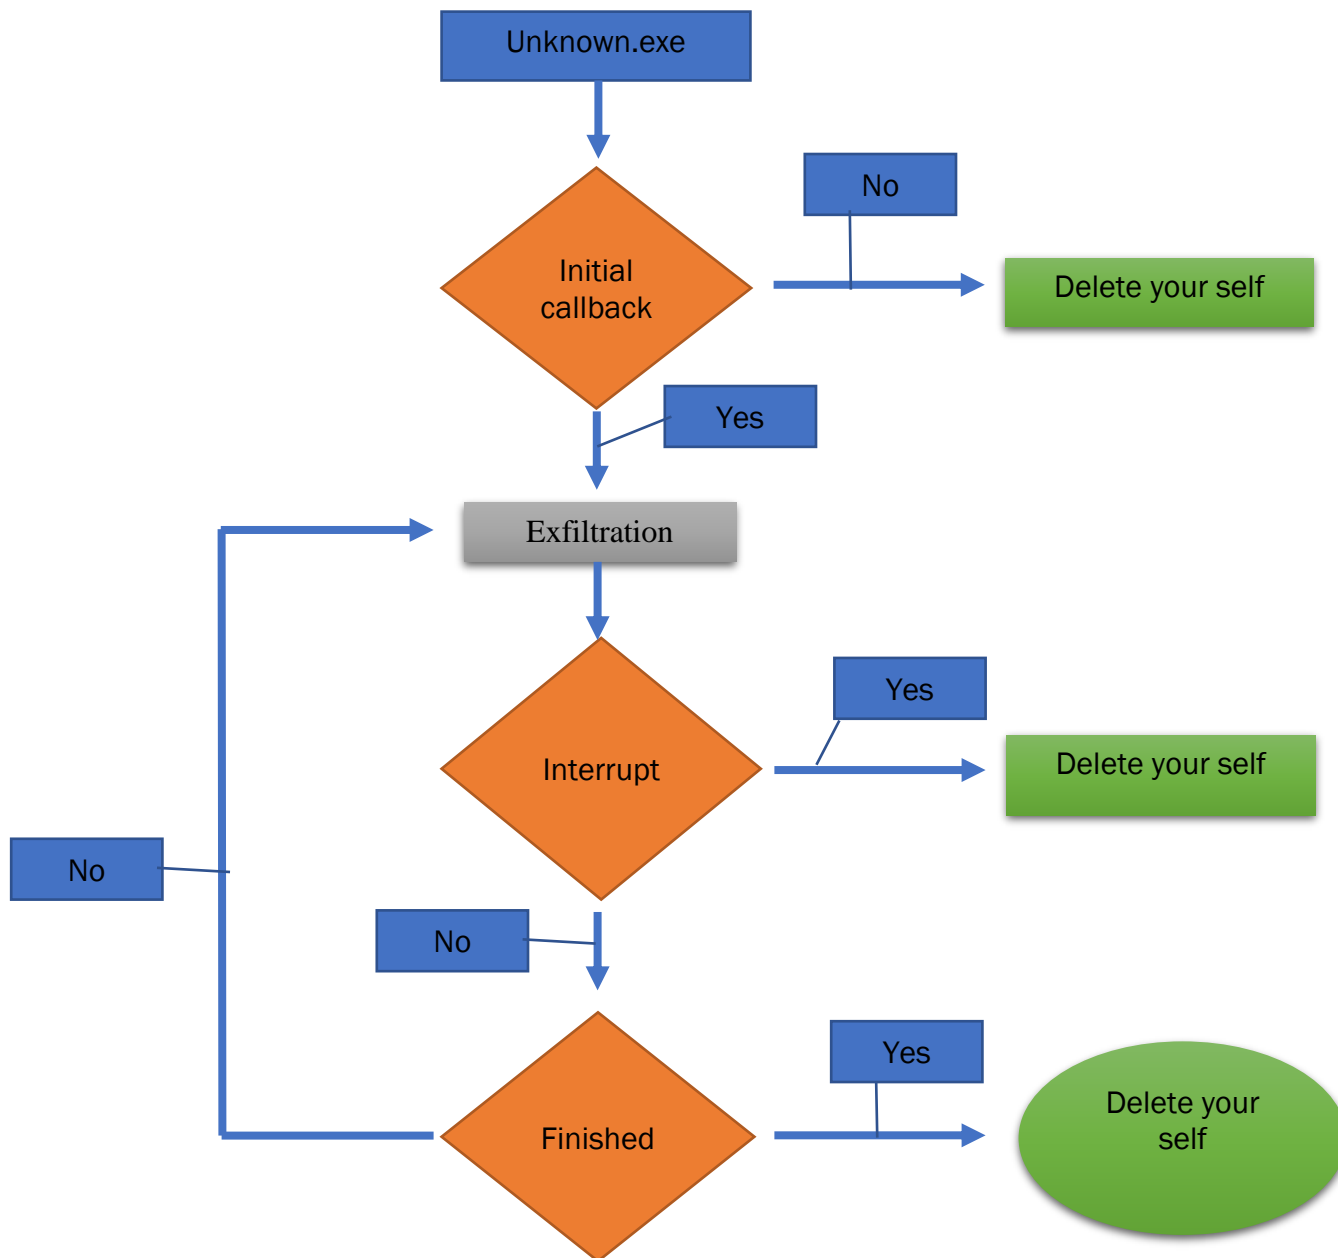 Unknown.exe
No
Initial
callback
Delete your self
Yes
Exfiltration
Yes
Interrupt
Delete your self
No
No
Yes
Finished
Delete your
self